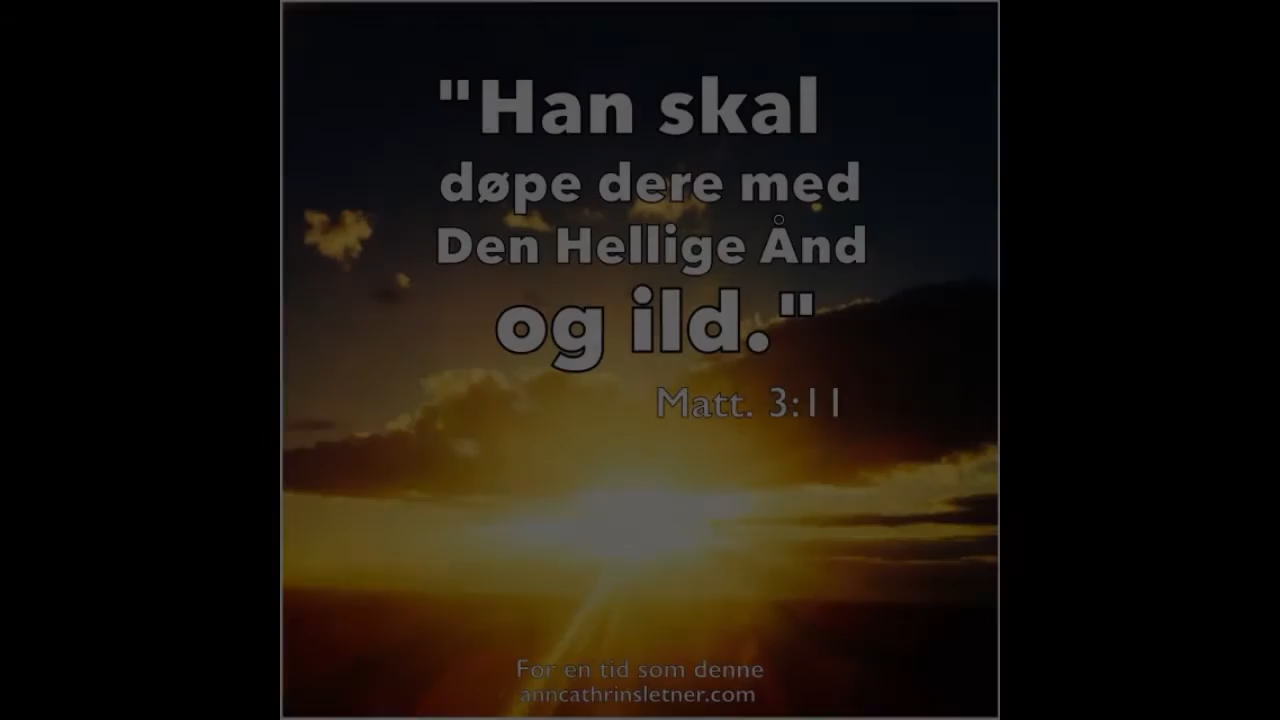 "Han skal
døpe dere med
Den Hellige Ånd
og ild."
Matt. 3:11
For en tid som denne
anncathrinsletner.com